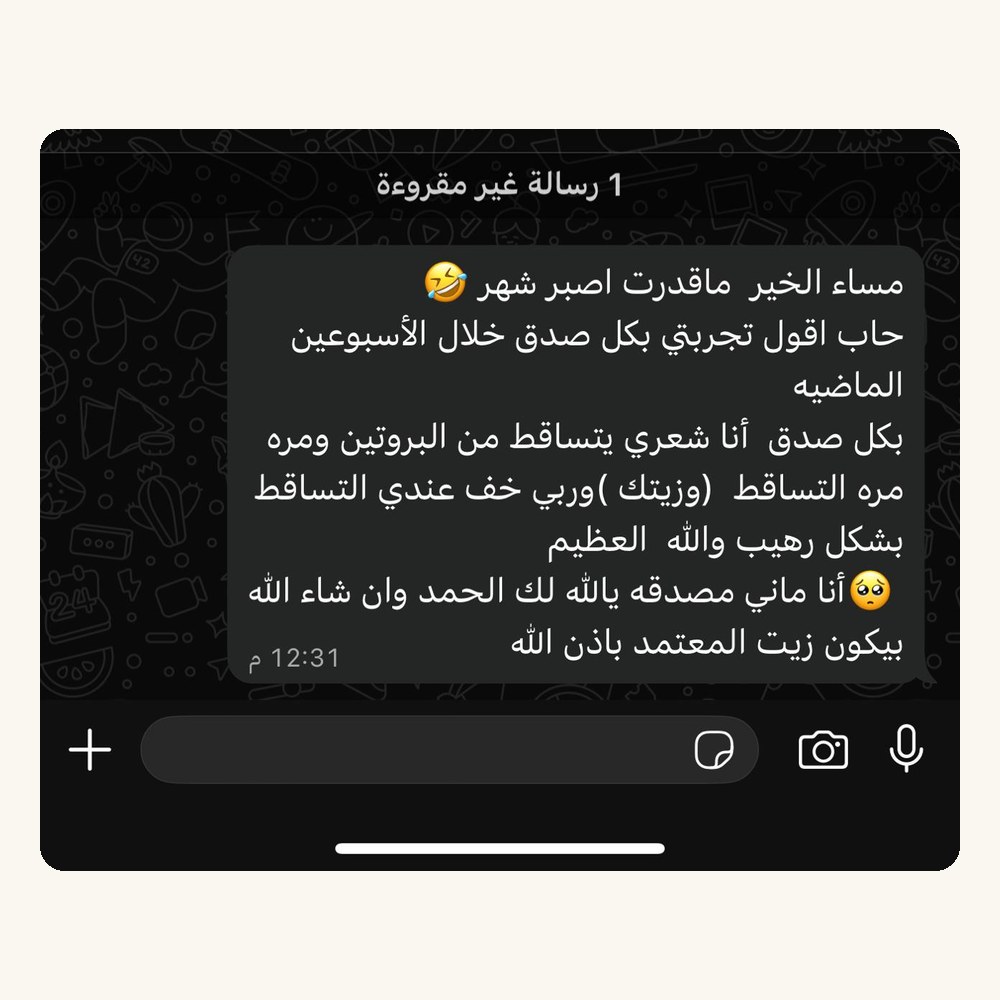 1 رسالة غير مقروءة
مساء الخير ماقدرت اصبر شهر 🤣
حاب اقول تجربتي بكل صدق خلال الأسبوعين
الماضيه
بكل صدق أنا شعري يتساقط من البروتين ومره
مره التساقط (وزيتك )وربي خف عندي التساقط
بشكل رهيب والله العظيم
🥺أنا ماني مصدقه يالله لك الحمد وان شاء الله
بيكون زيت المعتمد باذن الله
12:31 م